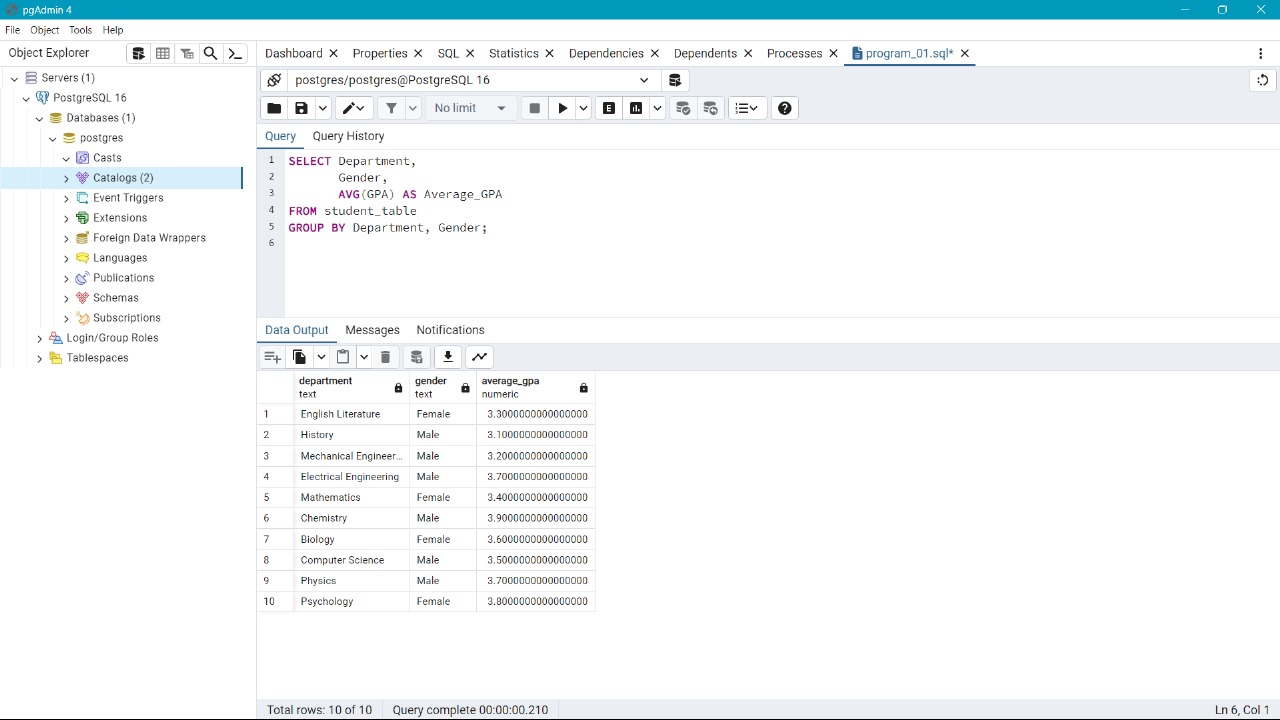 pgAdmin 4
File Object Tools Help
Object Explorer
Servers (1)
PostgreSQL 16
Databases (1)
postgres
Casts
Catalogs (2)
Event Triggers
Extensions
Foreign Data Wrappers
Languages
Publications
Schemas
Subscriptions
Login/Group Roles
Tablespaces
Dashboard Properties SQL Statistics Dependencies Dependents Processes program_01.sql*
postgres/postgres@PostgreSQL 16
No limit
E
Query Query History
1 SELECT Department,
2 Gender,
3 AVG(GPA) AS Average_GPA
4 FROM student_table
5 GROUP BY Department, Gender;
6
Data Output Messages Notifications
department gender average_gpa
text text numeric
1 English Literature Female 3.3000000000000000
2 History Male 3.1000000000000000
3 Mechanical Engineer... Male 3.2000000000000000
4 Electrical Engineering Male 3.7000000000000000
5 Mathematics Female 3.4000000000000000
6 Chemistry Male 3.9000000000000000
7 Biology Female 3.6000000000000000
8 Computer Science Male 3.5000000000000000
9 Physics Male 3.7000000000000000
10 Psychology Female 3.8000000000000000
Total rows: 10 of 10 Query complete 00:00:00.210 Ln 6, Col 1